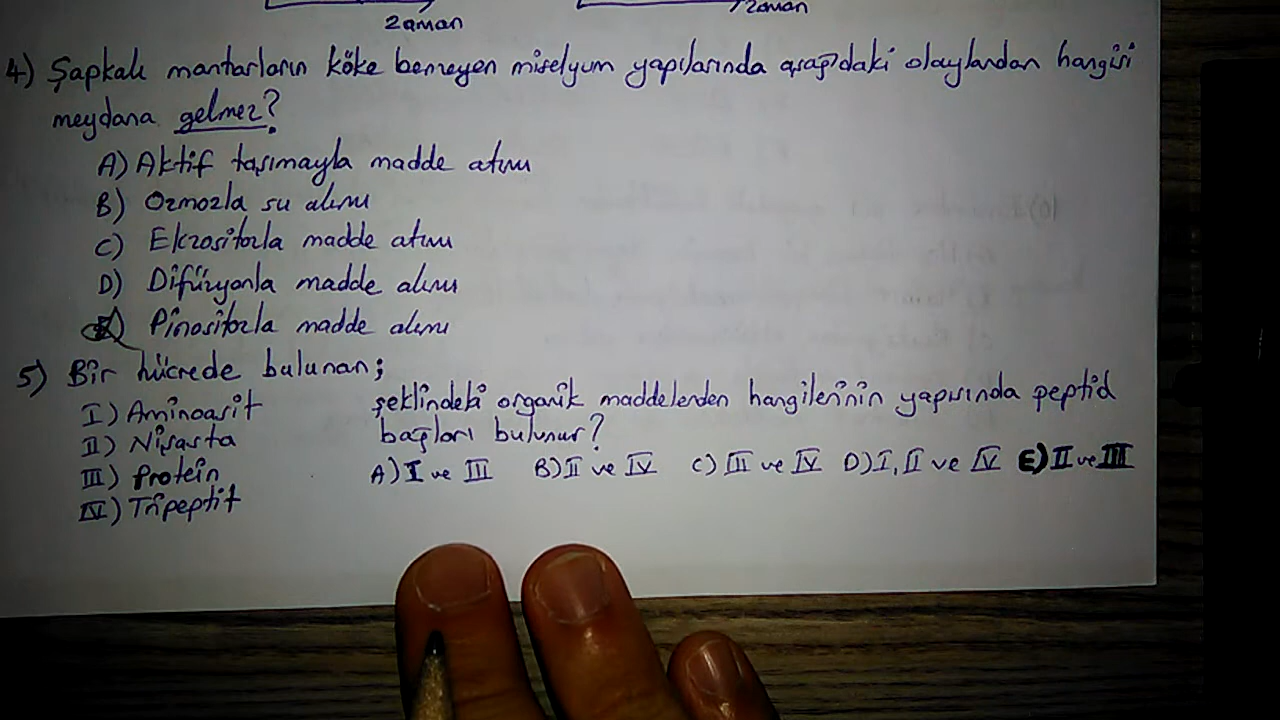 zaman zaman
4) Şapkalı mantarların köke benzeyen miselyum yapılarında aşağıdaki olaylardan hangisi
meydana gelmez?
A) Aktif taşımayla madde atımı
B) Ozmozla su alımı
C) Ekzositozla madde atımı
D) Difüzyonla madde alımı
E) Pinositozla madde alımı
5) Bir hücrede bulunan;
I) Aminoasit
II) Nişasta
III) Protein
IV) Tripeptit
şeklindeki organik maddelerden hangilerinin yapısında peptid
bağları bulunur?
A) I ve III B) II ve IV C) III ve IV D) I, II ve IV E) II ve III